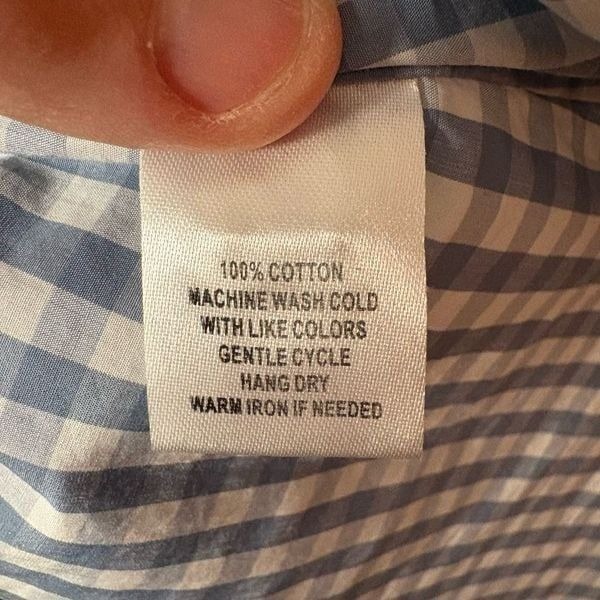 100% COTTON
MACHINE WASH COLD
WITH LIKE COLORS
GENTLE CYCLE
HANG DRY
WARM IRON IF NEEDED